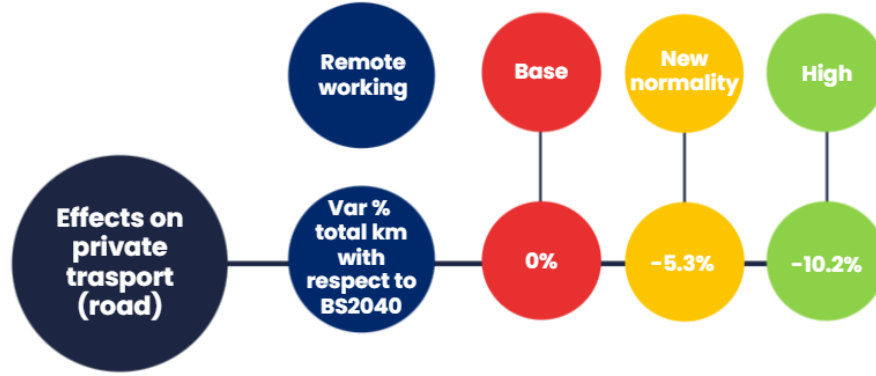 Remote
working
Base
New
normality
High
Effects on
private
trasport
(road)
Var %
total km
with
respect to
BS2040
0%
-5.3%
-10.2%